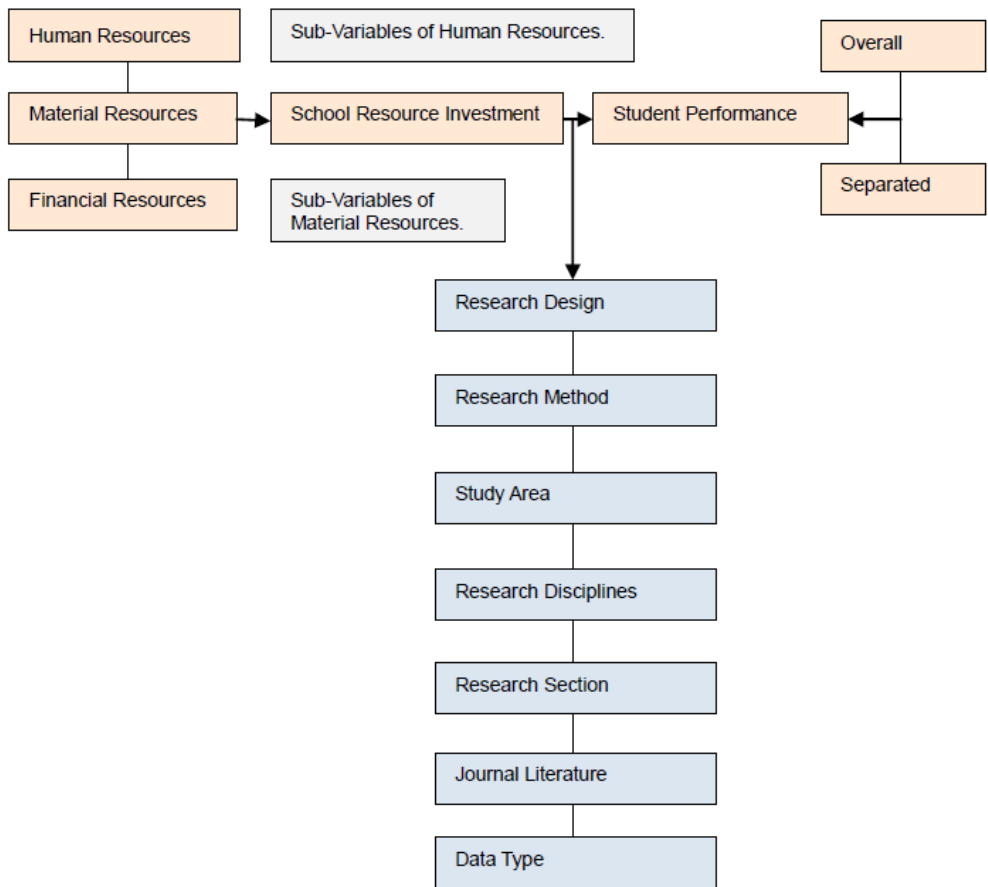 Human Resources
Sub-Variables of Human Resources.
Overall
Material Resources
School Resource Investment
Student Performance
Financial Resources
Sub-Variables of
Material Resources.
Separated
Research Design
Research Method
Study Area
Research Disciplines
Research Section
Journal Literature
Data Type